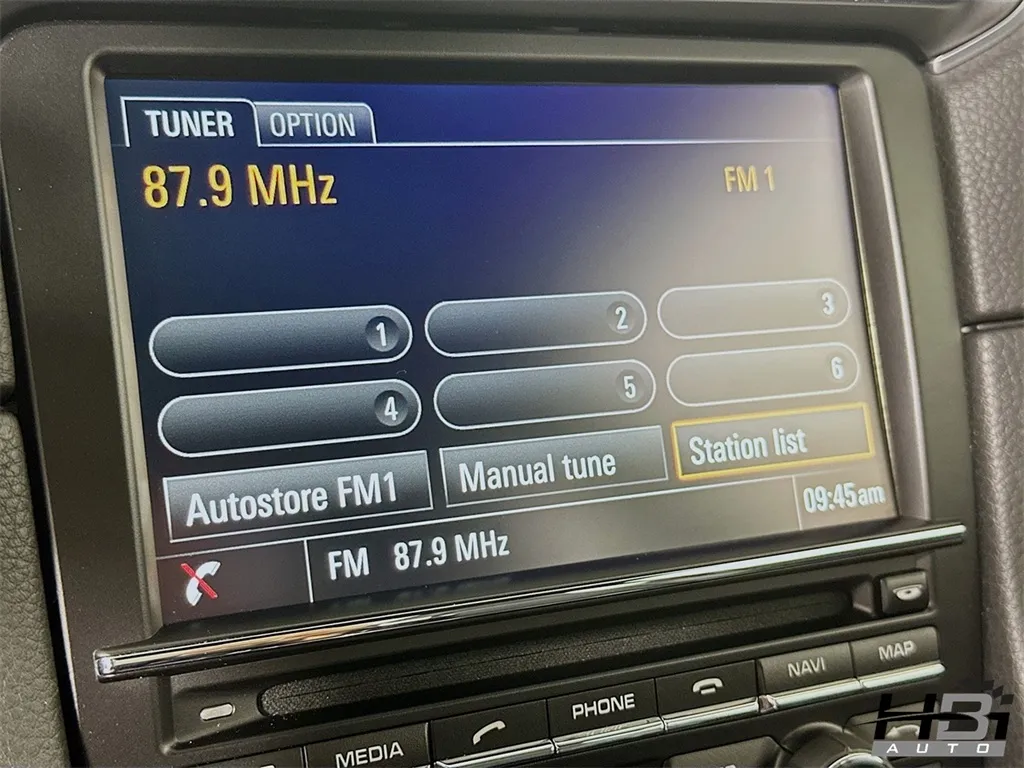 TUNER OPTION
87.9 MHz FM 1
1 2 3
4 5 6
Autostore FM1 Manual tune Station list
FM 87.9 MHz 09:45am
MEDIA PHONE NAVI MAP
HBi
AUTO